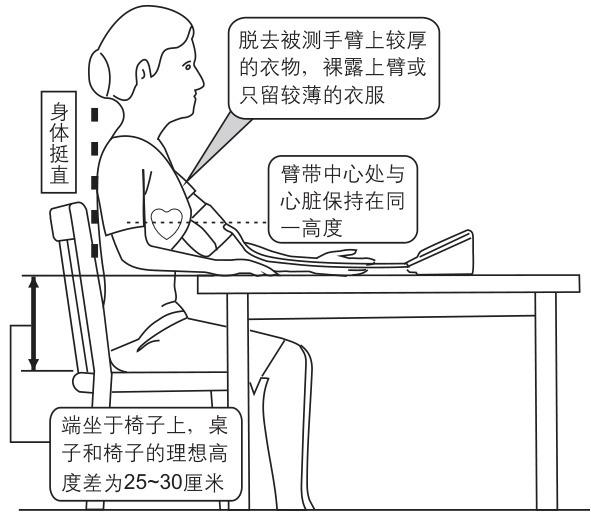 脱去被测手臂上较厚
的衣物，裸露上臂或
只留较薄的衣服
身体挺直
臂带中心处与
心脏保持在同
一高度
端坐于椅子上，桌
子和椅子的理想高
度差为25~30厘米